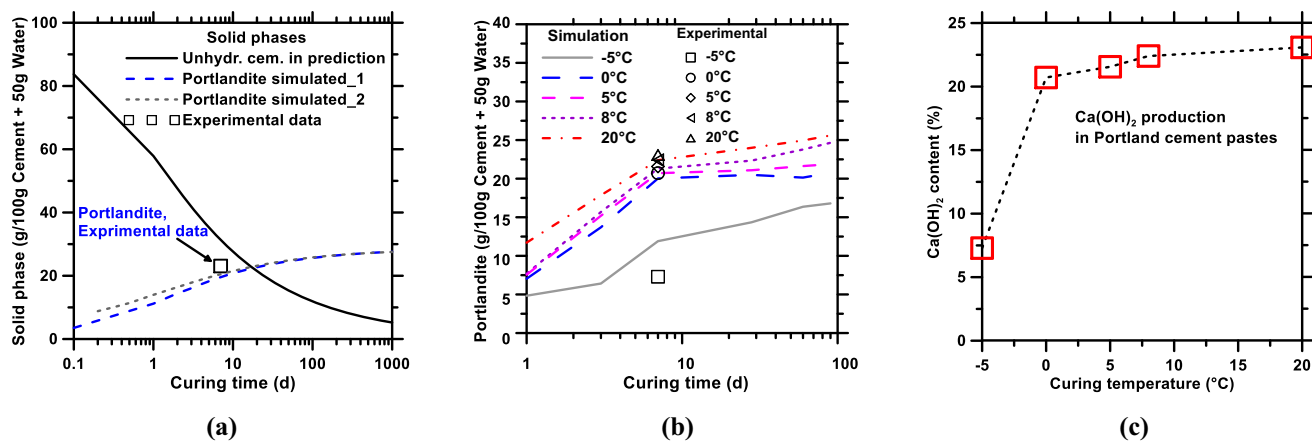 Solid phase (g/100g Cement + 50g Water)
100
80
60
40
20
0
Solid phases
Unhydr. cem. in prediction
Portlandite simulated_1
Portlandite simulated_2
Experimental data
Portlandite,
Exprimental data
0.1
1
10
100
1000
Curing time (d)
(a)
Portlandite (g/100g Cement + 50g Water)
40
35
30
25
20
15
10
5
0
Simulation
-5°C
0°C
5°C
8°C
20°C
Experimental
-5°C
0°C
5°C
8°C
20°C
1
10
100
Curing time (d)
(b)
Ca(OH)2 content (%)
25
20
15
10
5
0
Ca(OH)2 production
in Portland cement pastes
-5
0
5
10
15
20
Curing temperature (°C)
(c)